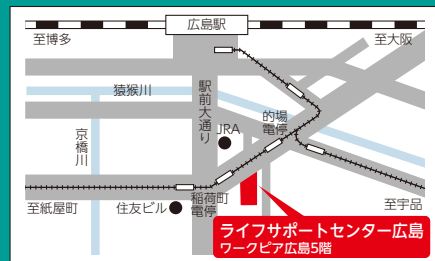 広島駅
至博多
至大阪
猿猴川
駅前大通り
的場
電停
京橋川
JRA
稲荷町
電停
至紙屋町
住友ビル
至宇品
ライフサポートセンター広島
ワークピア広島5階